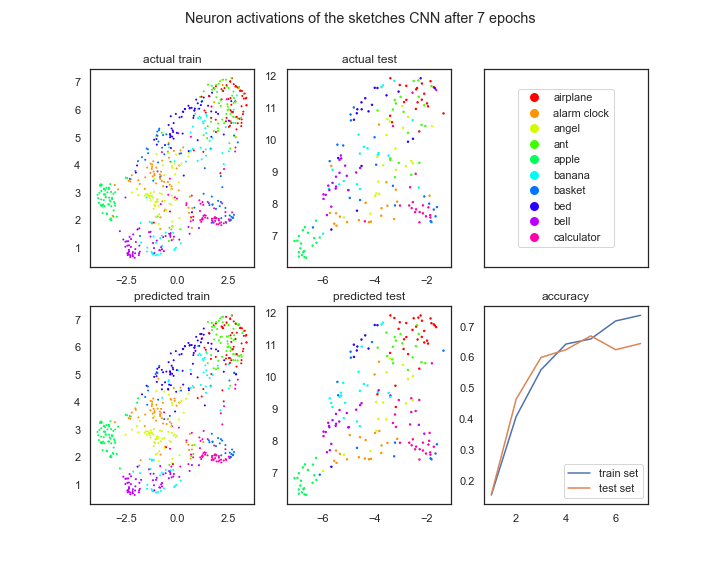 Neuron activations of the sketches CNN after 7 epochs
actual train
7
6
5
4
3
2
1
−2.5 0.0 2.5
actual test
12
11
10
9
8
7
−6 −4 −2
airplane
alarm clock
angel
ant
apple
banana
basket
bed
bell
calculator
predicted train
7
6
5
4
3
2
1
−2.5 0.0 2.5
predicted test
12
11
10
9
8
7
−6 −4 −2
accuracy
0.7
0.6
0.5
0.4
0.3
0.2
train set
test set
2 4 6